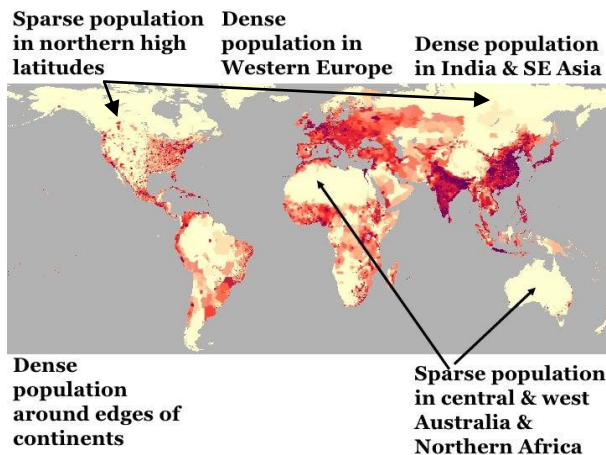 Sparse population
in northern high
latitudes
Dense
population in
Western Europe
Dense population
in India & SE Asia
Dense
population
around edges of
continents
Sparse population
in central & west
Australia &
Northern Africa